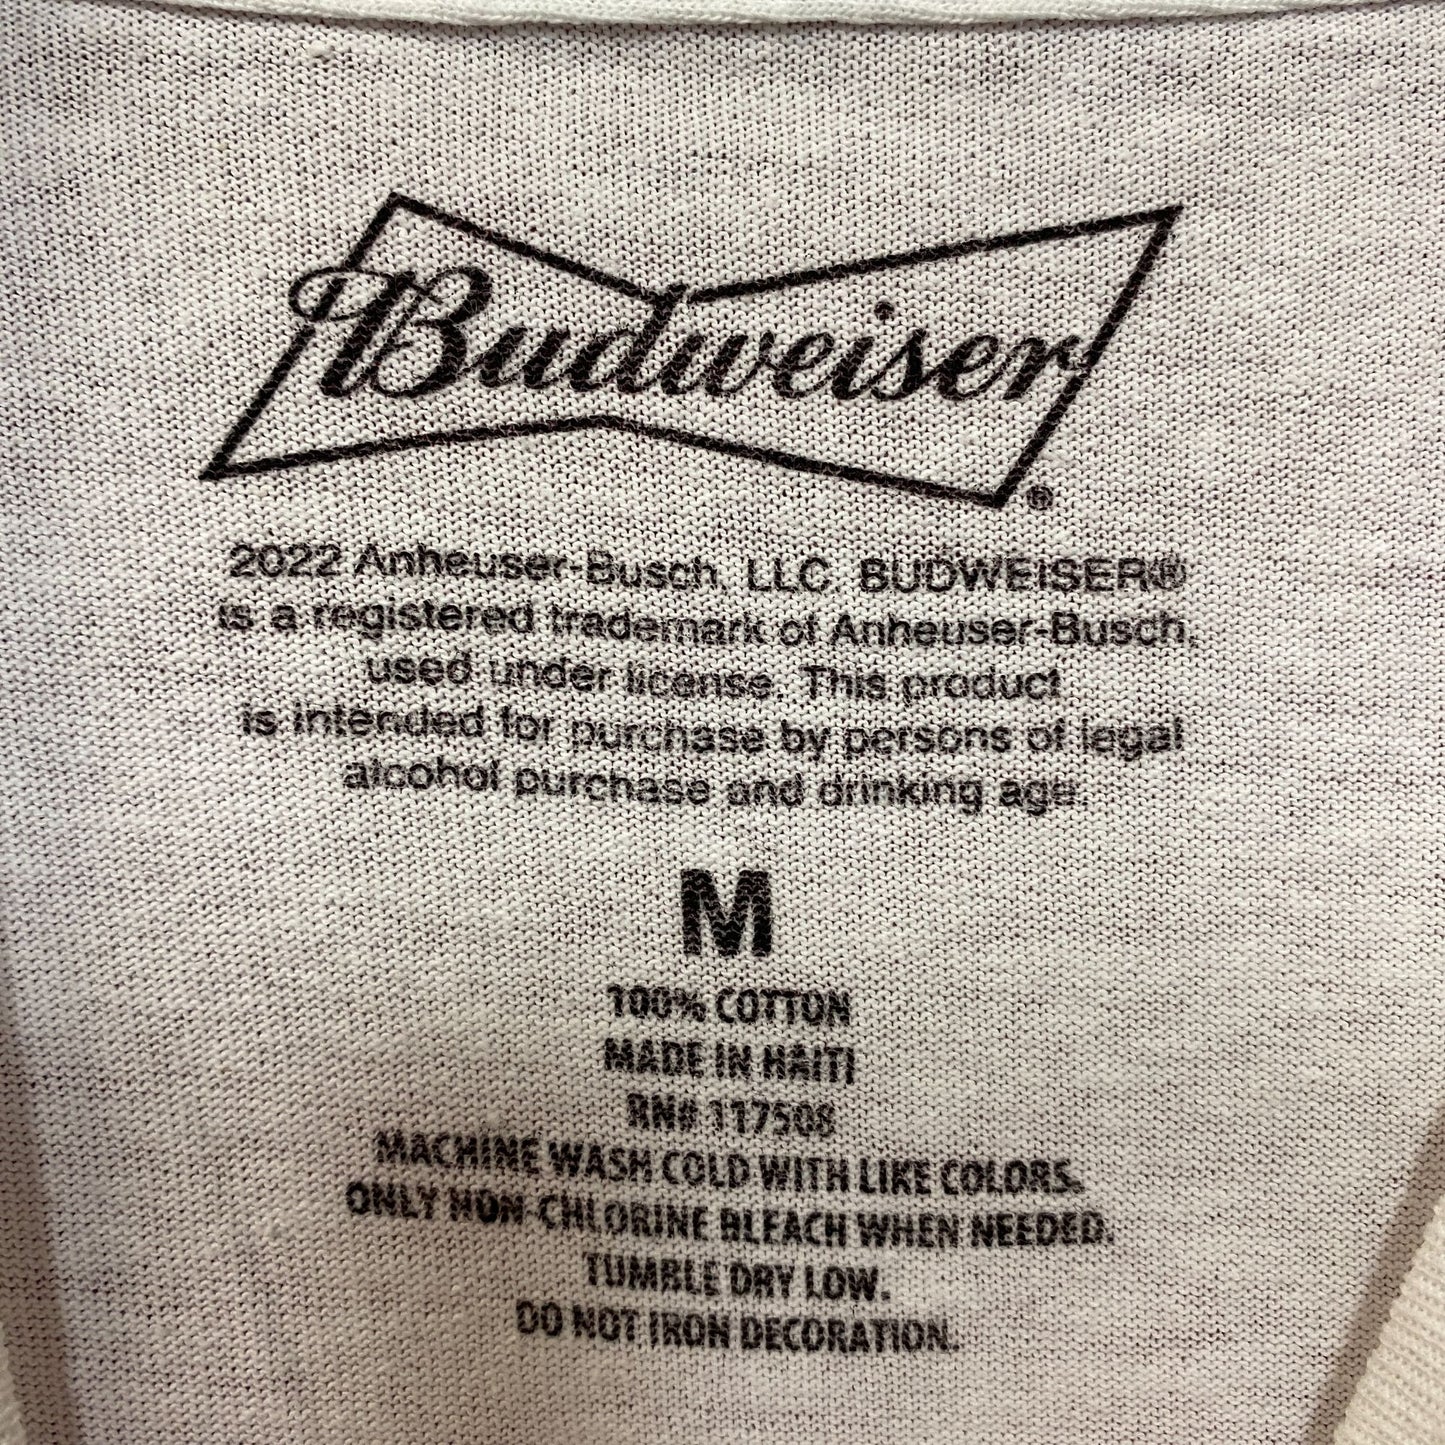 Budweiser
®
2022 Anheuser-Busch, LLC. BUDWEISER®
is a registered trademark of Anheuser-Busch,
used under license. This product
is intended for purchase by persons of legal
alcohol purchase and drinking age.
M
100% COTTON
MADE IN HAITI
RN# 117508
MACHINE WASH COLD WITH LIKE COLORS.
ONLY NON-CHLORINE BLEACH WHEN NEEDED.
TUMBLE DRY LOW.
DO NOT IRON DECORATION.